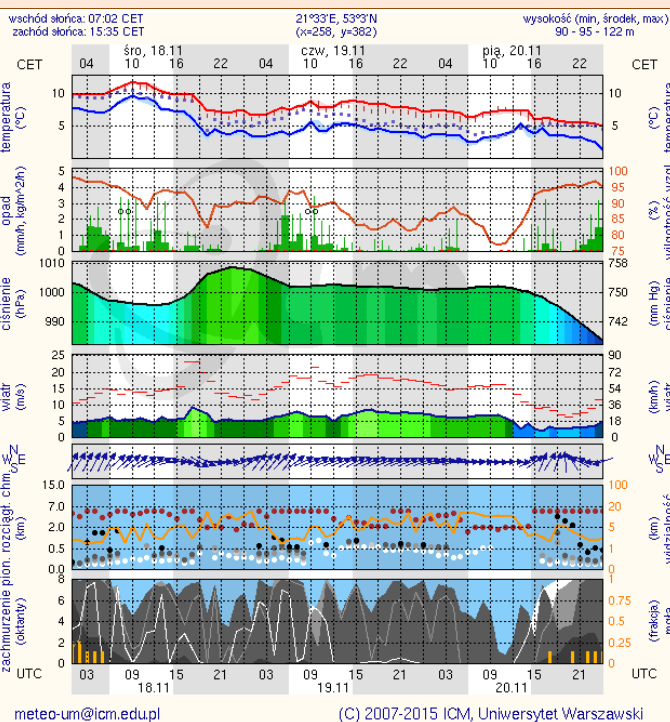 wschód słońca: 07:02 CET 21°33'E, 53°3'N wysokość (min, środek, max)
zachód słońca: 15:35 CET (x=258, y=382) 90 - 95 - 122 m
śro, 18.11 czw, 19.11 pią, 20.11
CET 04 10 16 22 04 10 16 22 04 10 16 22 CET
temperatura
(°C)
10
5
10
5
(°C)
temperatura
opad
(mm/h, kg/m^2/h)
5
4
3
2
1
0
100
95
90
85
80
75
(%)
wilgotność wzgl.
ciśnienie
(hPa)
1010
1000
990
758
750
742
(mm Hg)
ciśnienie
wiatr
(m/s)
25
20
15
10
5
0
90
72
54
36
18
0
(km/h)
wiatr
N
W E
S
N
W E
S
pion. rozciągł. chm.
(km)
15.0
7.0
2.0
0.5
0.0
100
20
5
1
0
(km)
widzialność
zachmurzenie
(oktanty)
8
6
4
2
0
1
0.75
0.5
0.25
0
(frakcja)
mgła
UTC 03 09 15 21 03 09 15 21 03 09 15 21 UTC
18.11 19.11 20.11
meteo-um@icm.edu.pl (C) 2007-2015 ICM, Uniwersytet Warszawski